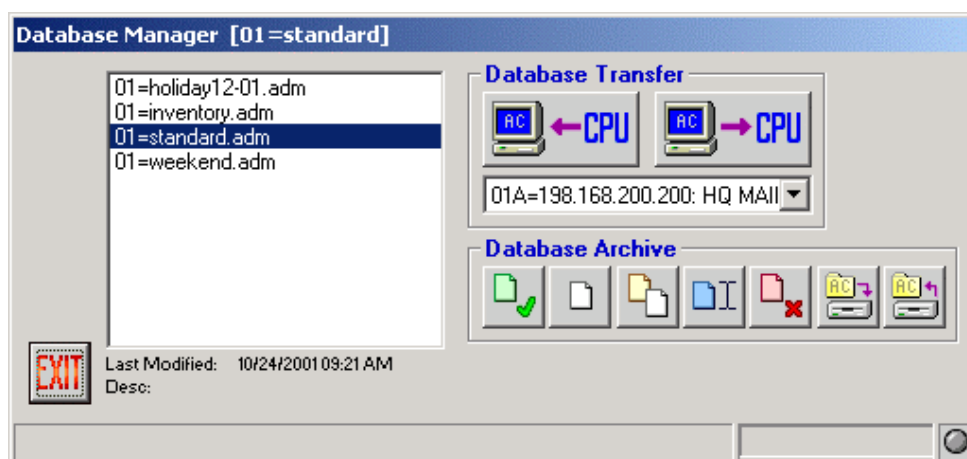 Database Manager [01=standard]
01=holiday12-01.adm
01=inventory.adm
01=standard.adm
01=weekend.adm
Last Modified: 10/24/2001 09:21 AM
Desc:
EXIT
Database Transfer
AC CPU
AC CPU
01A=198.168.200.200: HQ MAI
Database Archive
AC
AC